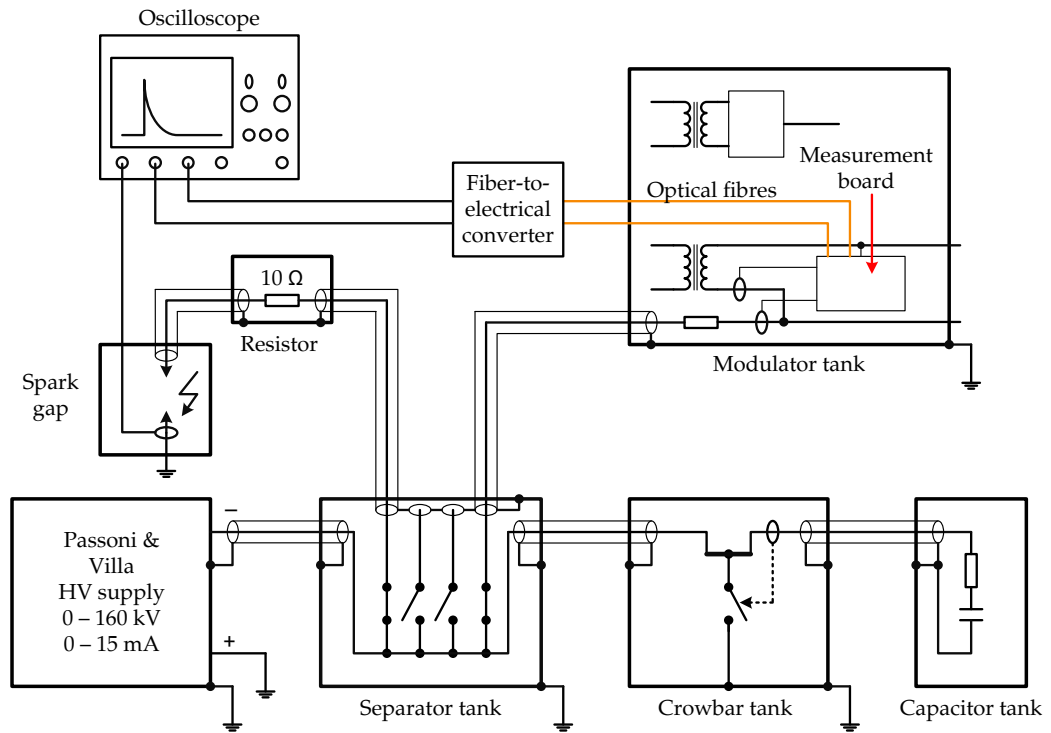 Oscilloscope
Fiber-to-
electrical
converter
Optical fibres
Measurement
board
10 Ω
Resistor
Modulator tank
Spark
gap
Passoni &
Villa
HV supply
0 – 160 kV
0 – 15 mA
−
+
Separator tank
Crowbar tank
Capacitor tank